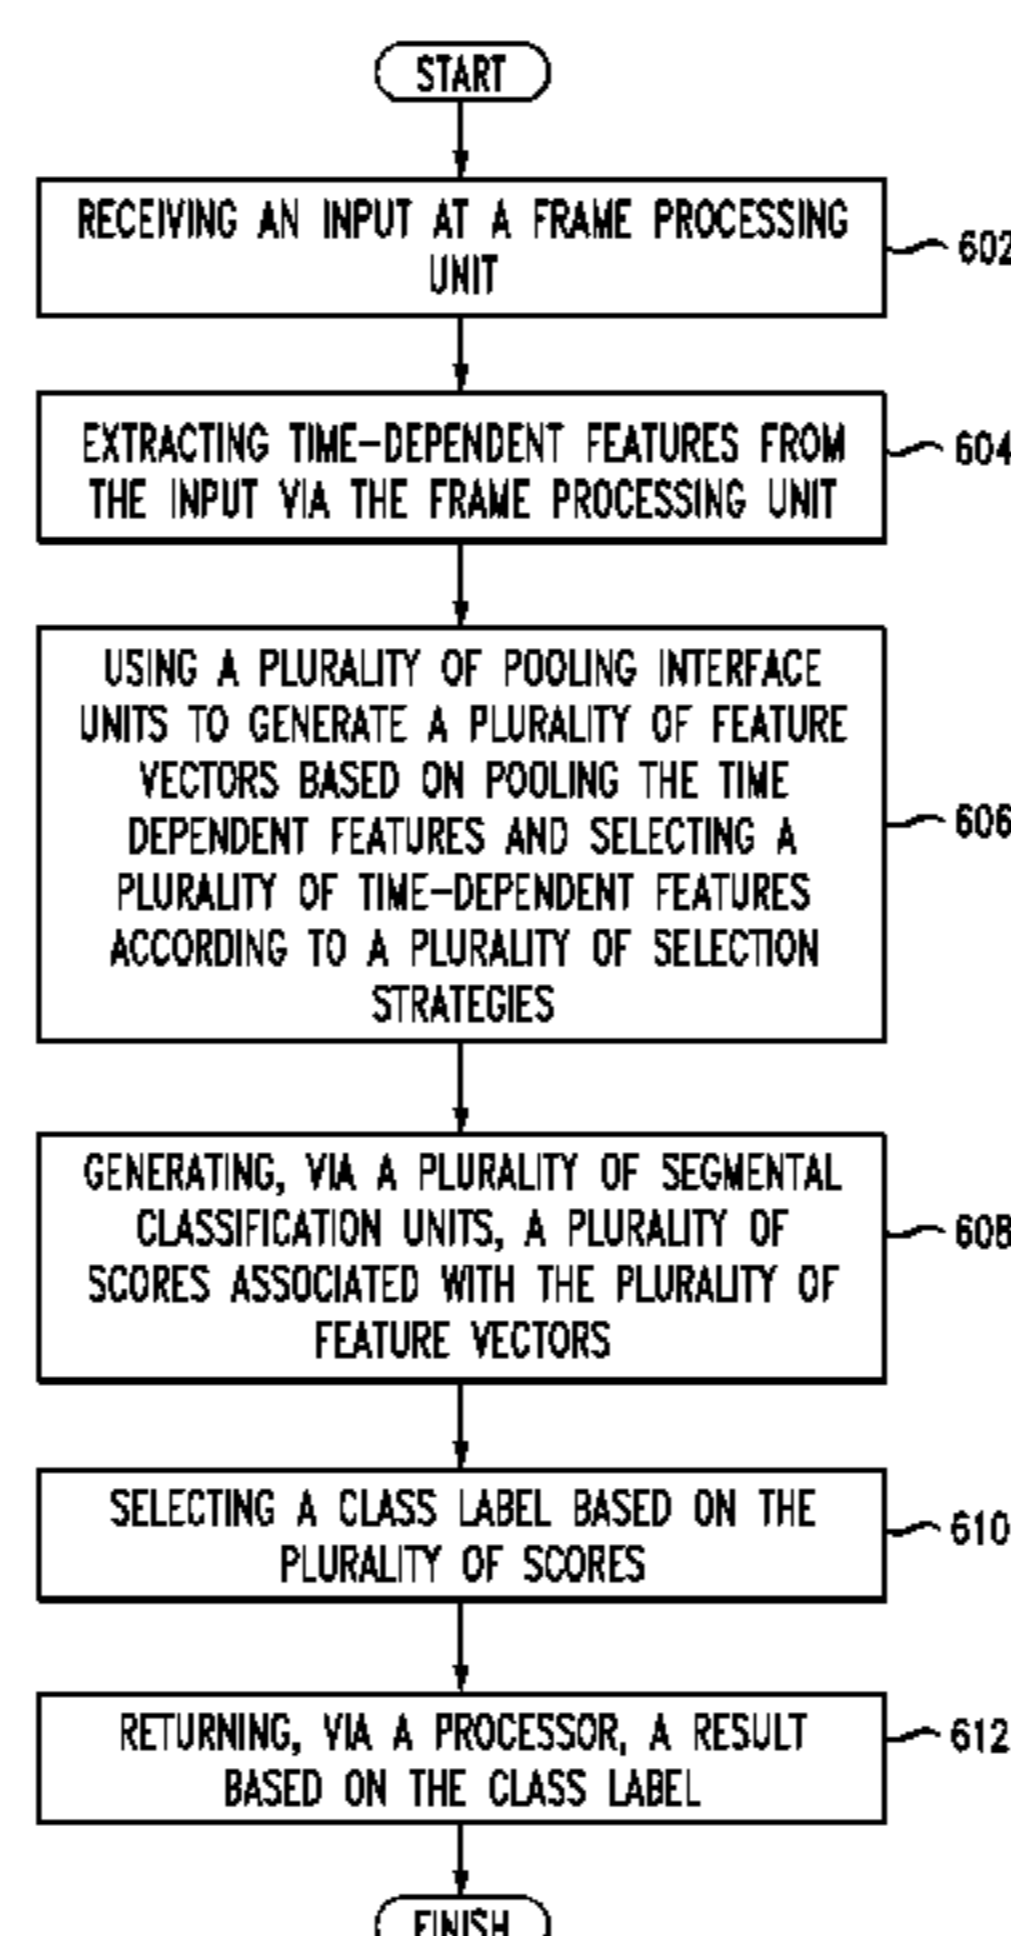 START
RECEIVING AN INPUT AT A FRAME PROCESSING
UNIT
602
EXTRACTING TIME-DEPENDENT FEATURES FROM
THE INPUT VIA THE FRAME PROCESSING UNIT
604
USING A PLURALITY OF POOLING INTERFACE
UNITS TO GENERATE A PLURALITY OF FEATURE
VECTORS BASED ON POOLING THE TIME
DEPENDENT FEATURES AND SELECTING A
PLURALITY OF TIME-DEPENDENT FEATURES
ACCORDING TO A PLURALITY OF SELECTION
STRATEGIES
606
GENERATING, VIA A PLURALITY OF SEGMENTAL
CLASSIFICATION UNITS, A PLURALITY OF
SCORES ASSOCIATED WITH THE PLURALITY OF
FEATURE VECTORS
608
SELECTING A CLASS LABEL BASED ON THE
PLURALITY OF SCORES
610
RETURNING, VIA A PROCESSOR, A RESULT
BASED ON THE CLASS LABEL
612
FINISH